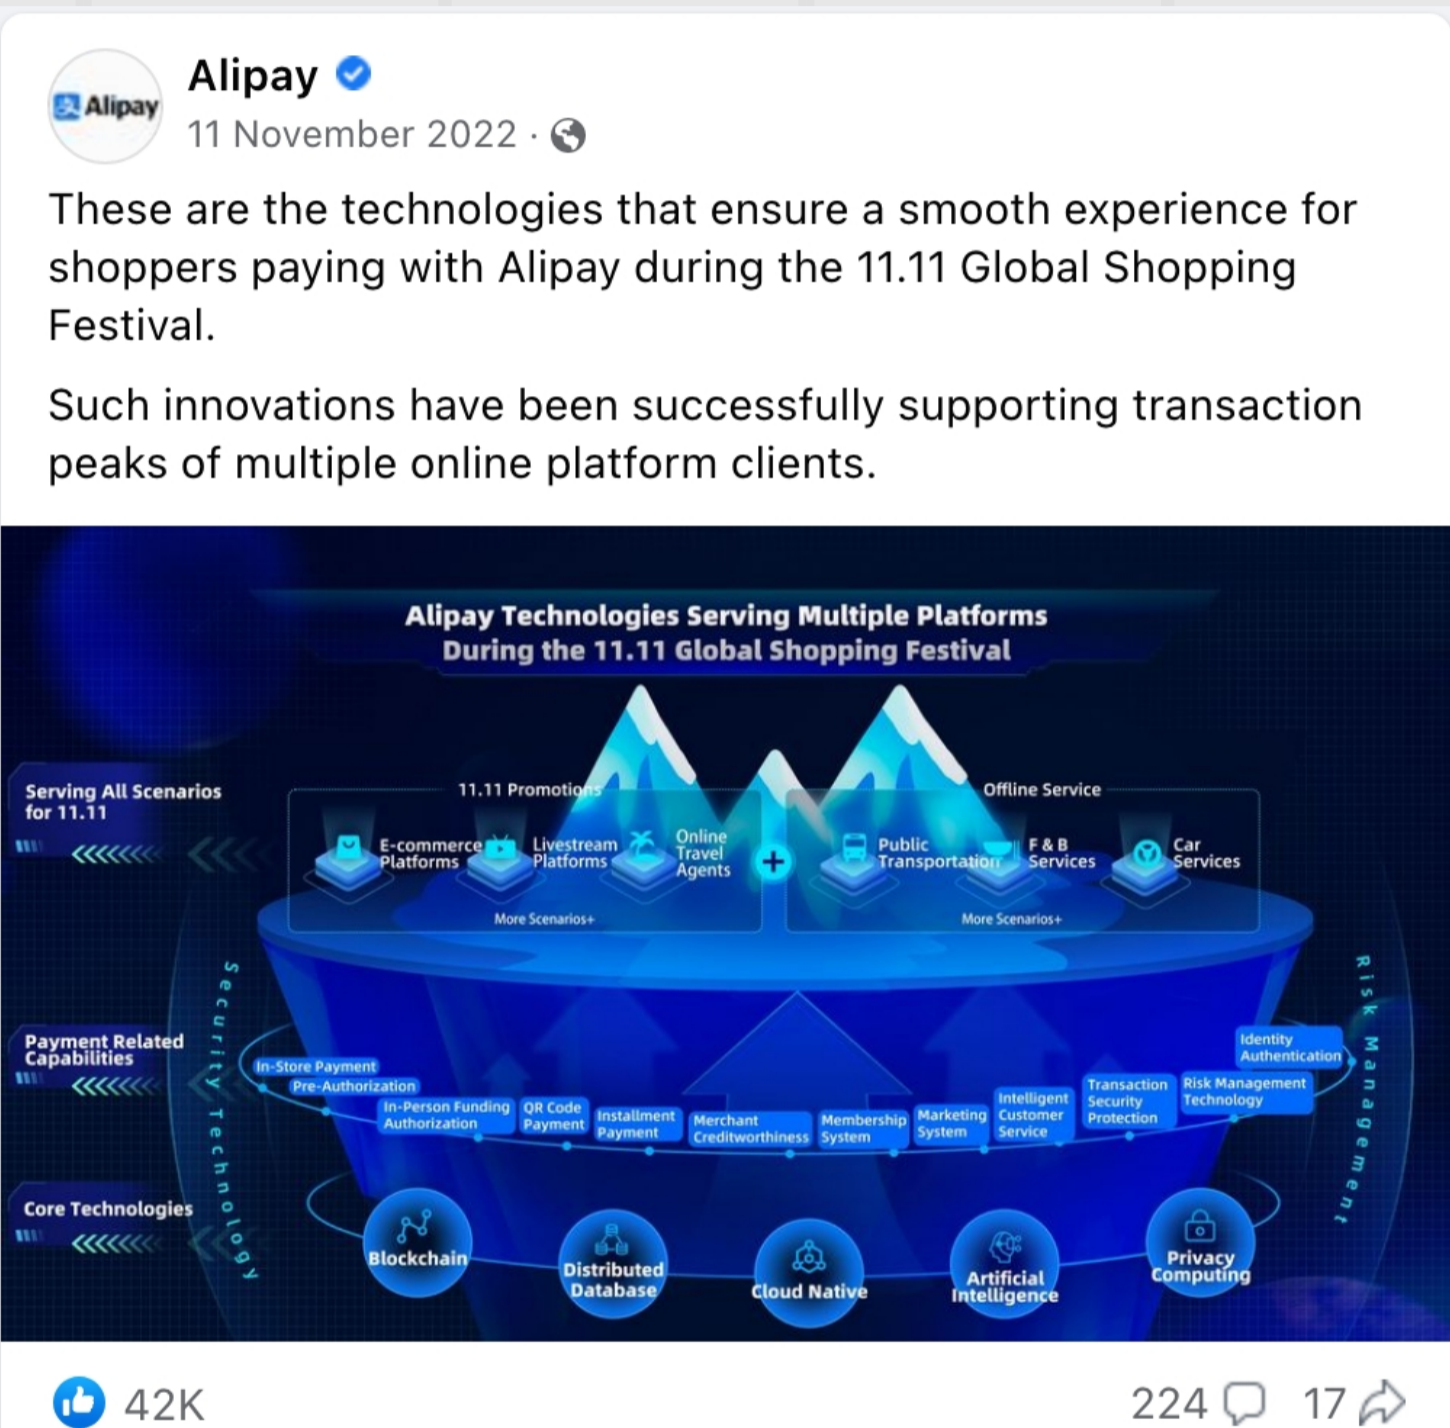 Alipay
Alipay
11 November 2022 ·
These are the technologies that ensure a smooth experience for
shoppers paying with Alipay during the 11.11 Global Shopping
Festival.
Such innovations have been successfully supporting transaction
peaks of multiple online platform clients.
Alipay Technologies Serving Multiple Platforms
During the 11.11 Global Shopping Festival
Serving All Scenarios
for 11.11
11.11 Promotions
E-commerce
Platforms
Livestream
Platforms
Online
Travel
Agents
More Scenarios+
+
Offline Service
Public
Transportation
F & B
Services
Car
Services
More Scenarios+
Security Technology
Risk Management
Payment Related
Capabilities
In-Store Payment
Pre-Authorization
In-Person Funding
Authorization
QR Code
Payment
Installment
Payment
Merchant
Creditworthiness
Membership
System
Marketing
System
Intelligent
Customer
Service
Transaction
Security
Protection
Risk Management
Technology
Identity
Authentication
Core Technologies
Blockchain
Distributed
Database
Cloud Native
Artificial
Intelligence
Privacy
Computing
42K
224
17